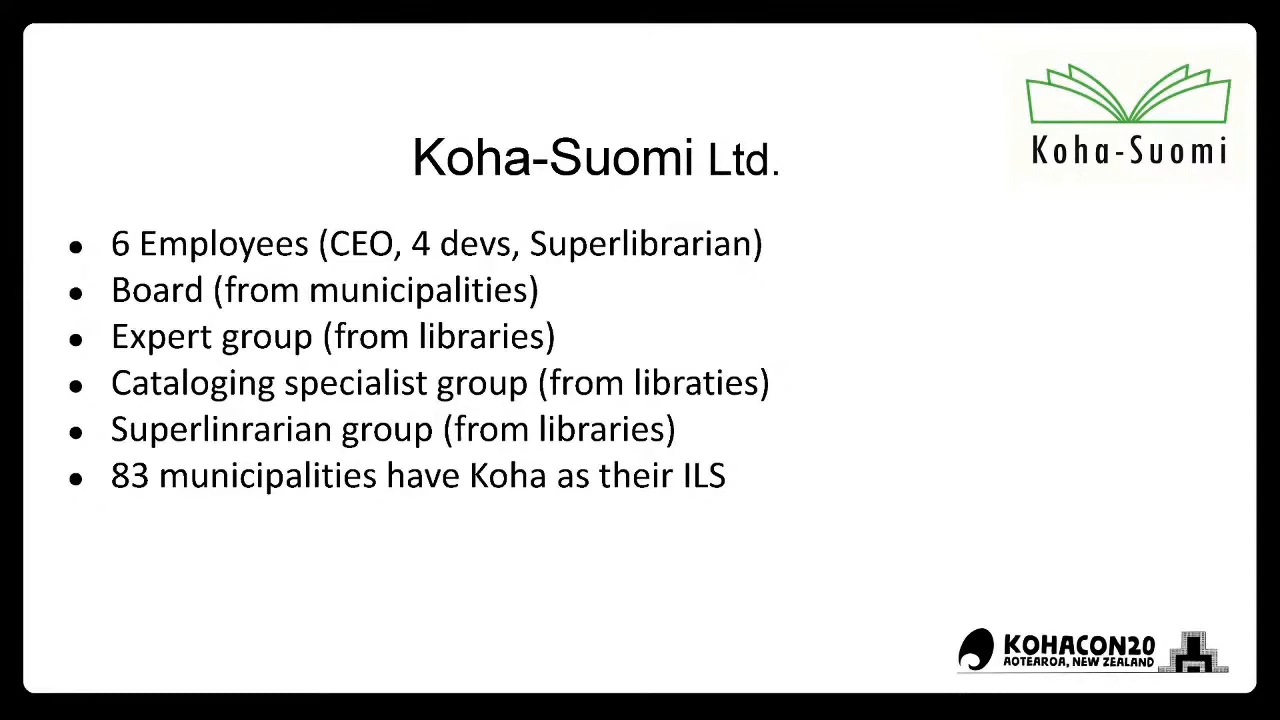 Koha-Suomi
Koha-Suomi Ltd.
● 6 Employees (CEO, 4 devs, Superlibrarian)
● Board (from municipalities)
● Expert group (from libraries)
● Cataloging specialist group (from libraties)
● Superlinrarian group (from libraries)
● 83 municipalities have Koha as their ILS
KOHACON20
AOTEAROA, NEW ZEALAND